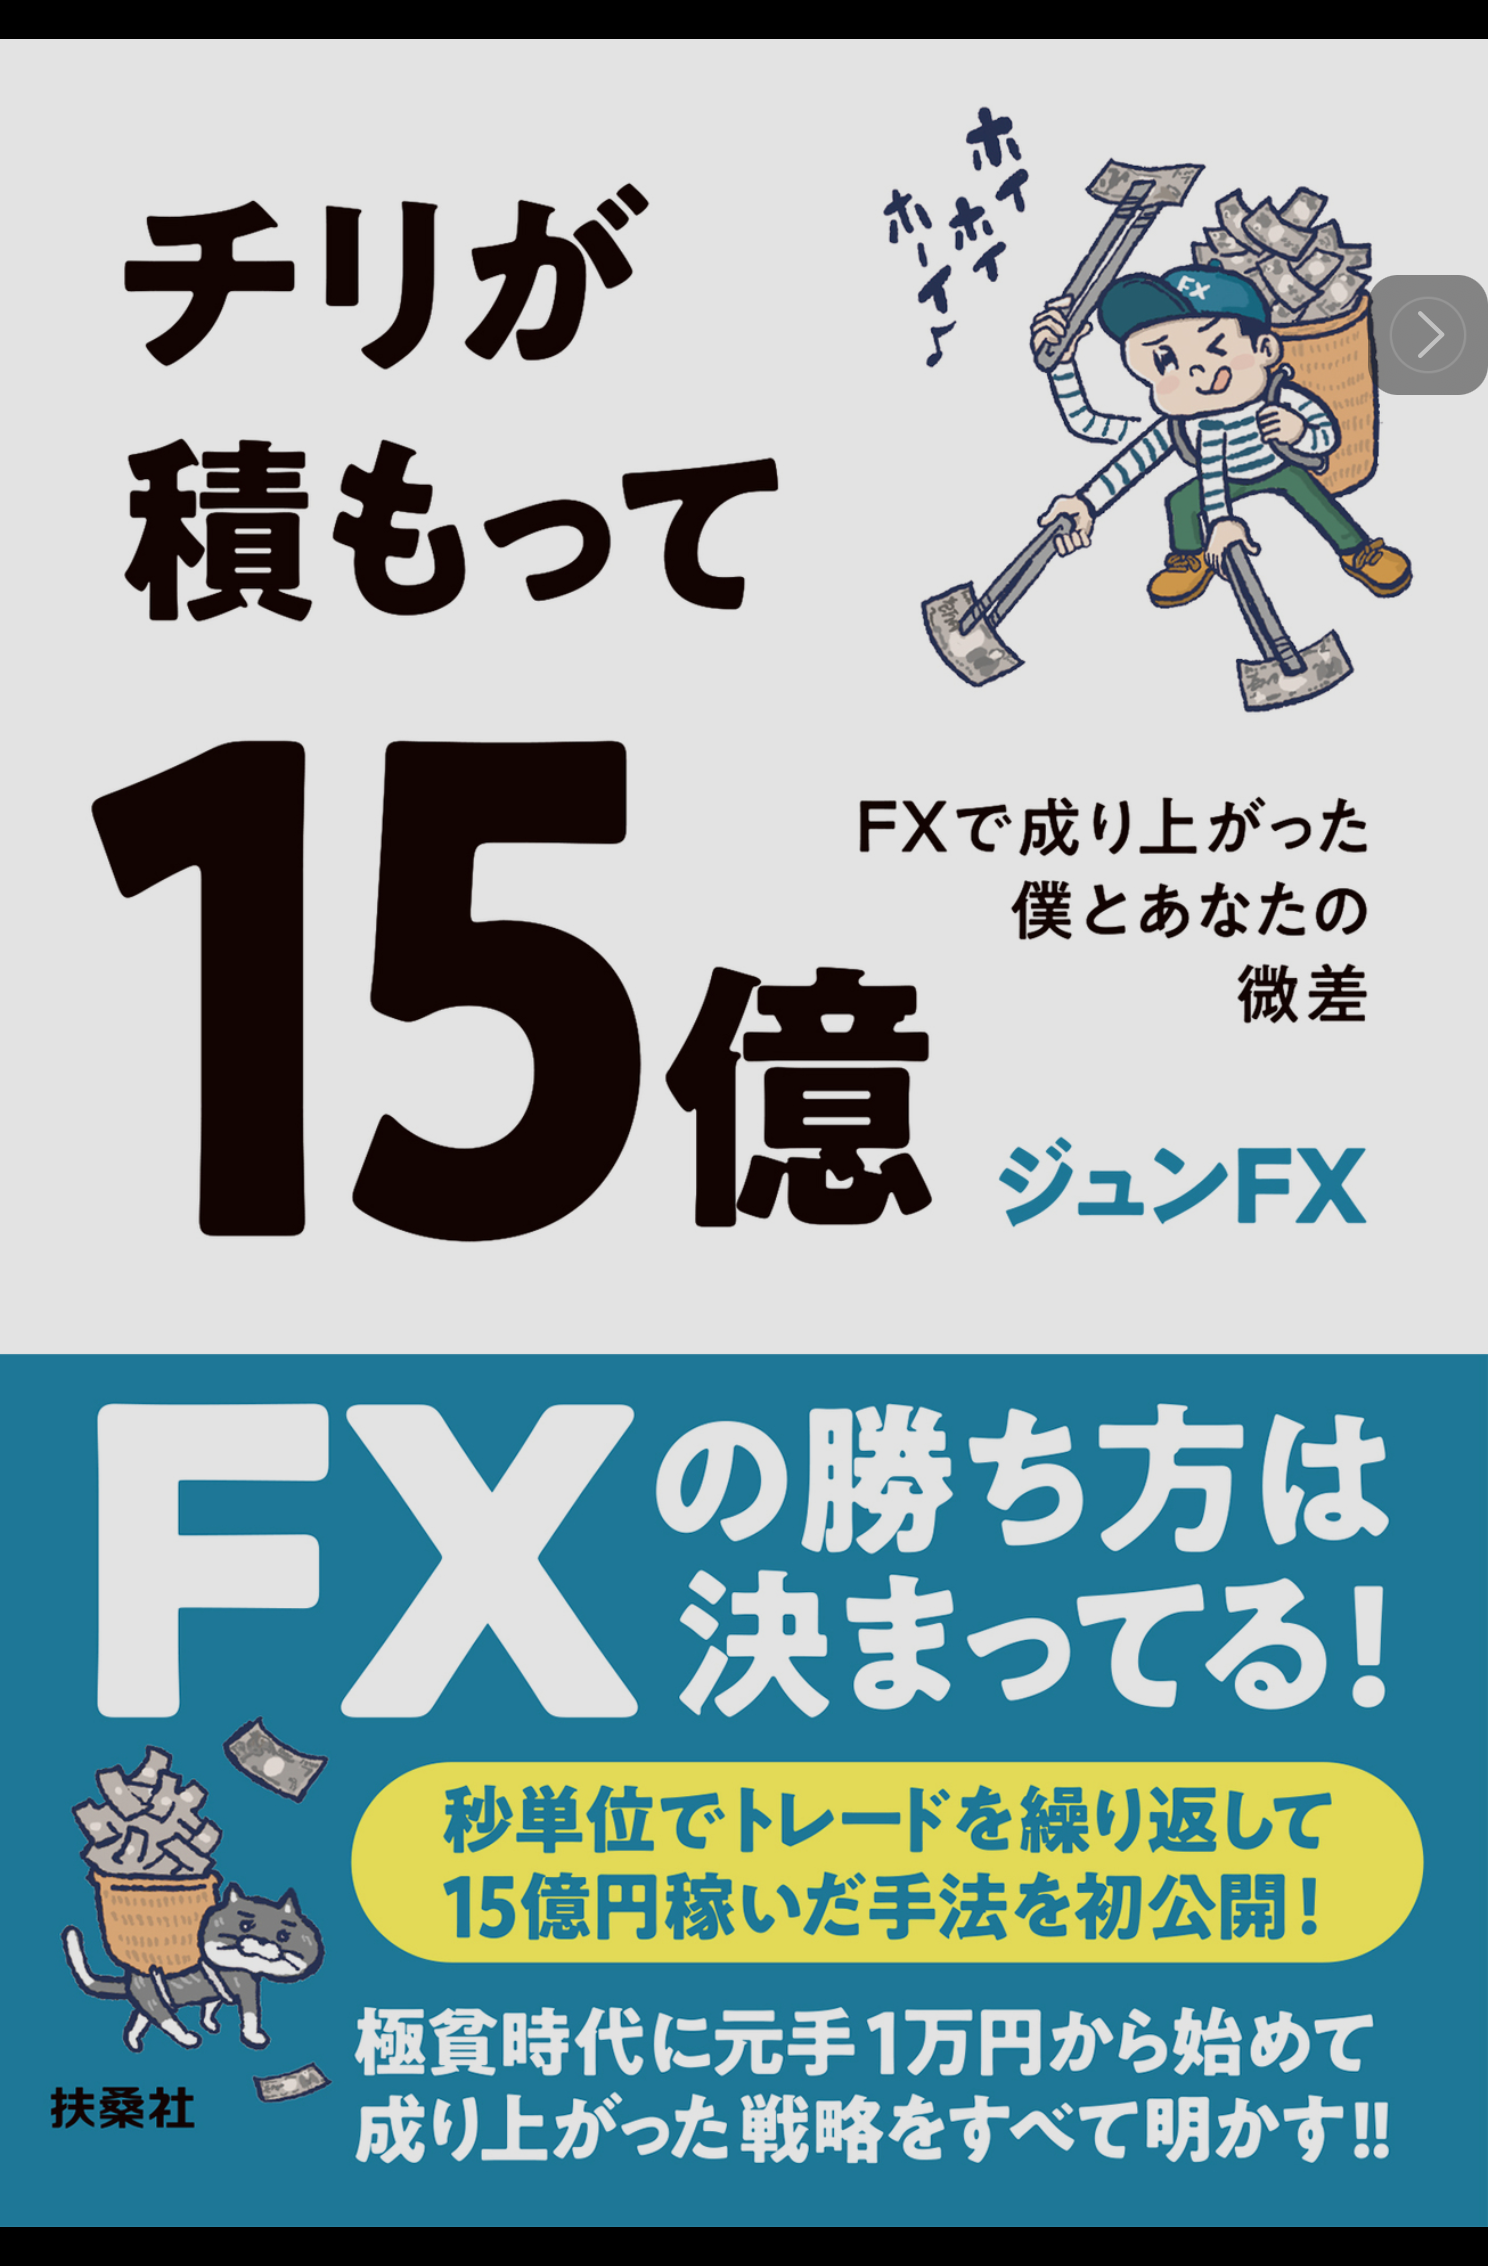 チリが
積もって
15億
ホイ
ホイ
ホーイ♪
FX
FXで成り上がった
僕とあなたの
微差
ジュンFX
FXの勝ち方は
決まってる!
秒単位でトレードを繰り返して
15億円稼いだ手法を初公開!
極貧時代に元手1万円から始めて
成り上がった戦略をすべて明かす!!
扶桑社